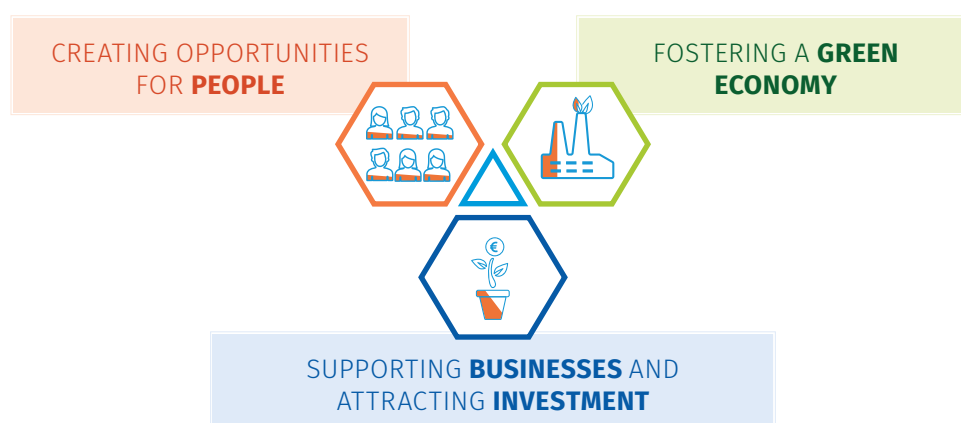 CREATING OPPORTUNITIES
FOR PEOPLE
FOSTERING A GREEN
ECONOMY
€
SUPPORTING BUSINESSES AND
ATTRACTING INVESTMENT